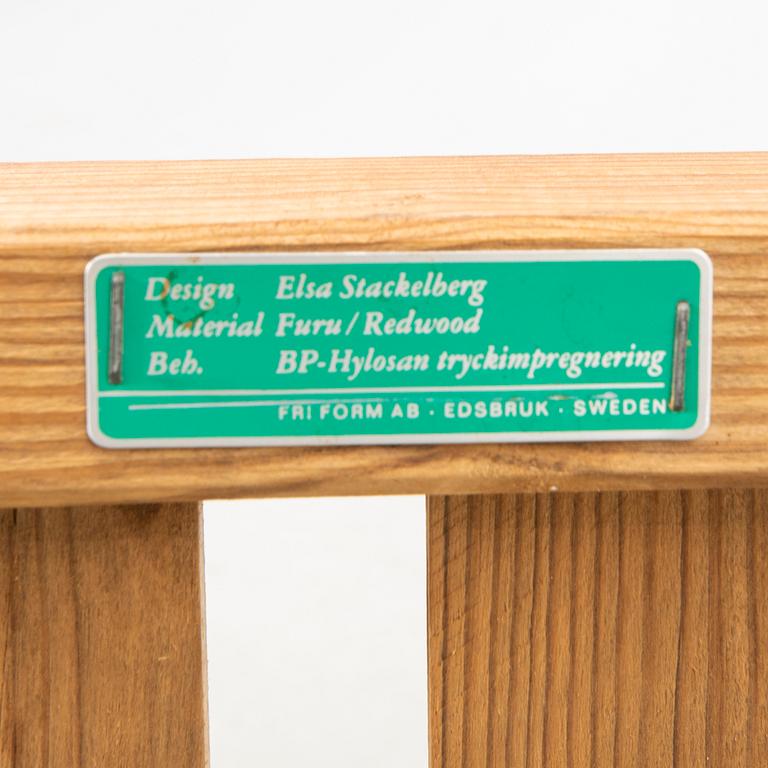 Design Elsa Stackelberg
Material Furu / Redwood
Beh. BP-Hylosan tryckimpregnering
FRI FORM AB · EDSBRUK · SWEDEN